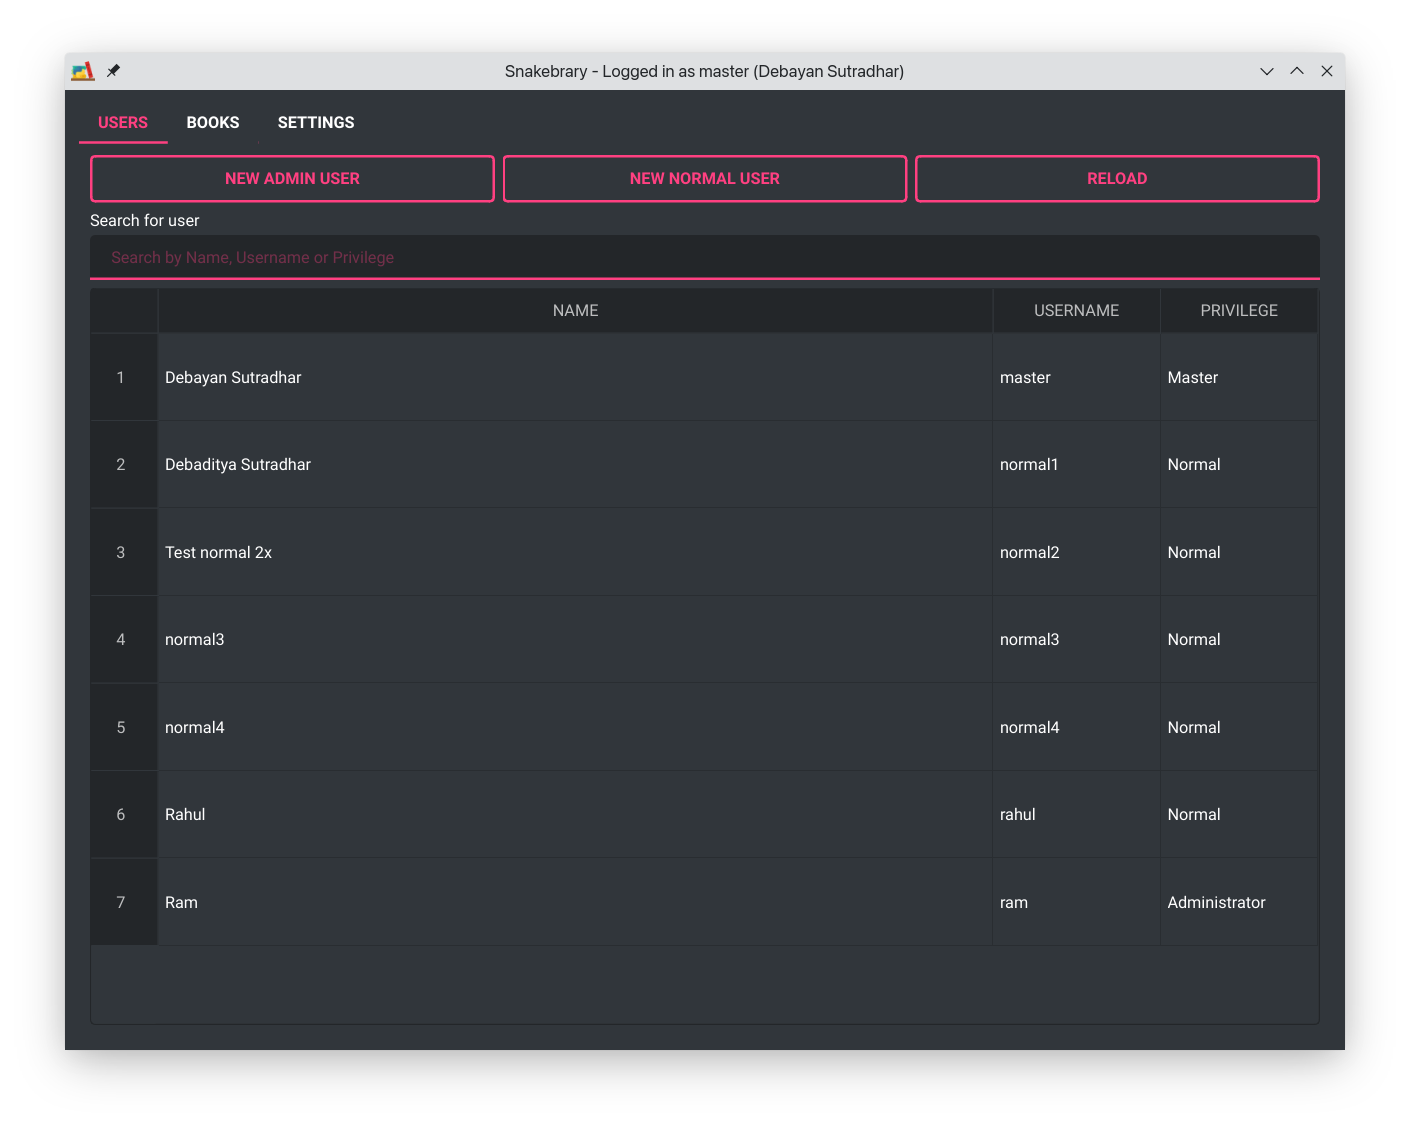 Snakebrary - Logged in as master (Debayan Sutradhar)
USERS BOOKS SETTINGS
NEW ADMIN USER NEW NORMAL USER RELOAD
Search for user
Search by Name, Username or Privilege
NAME USERNAME PRIVILEGE
1 Debayan Sutradhar master Master
2 Debaditya Sutradhar normal1 Normal
3 Test normal 2x normal2 Normal
4 normal3 normal3 Normal
5 normal4 normal4 Normal
6 Rahul rahul Normal
7 Ram ram Administrator